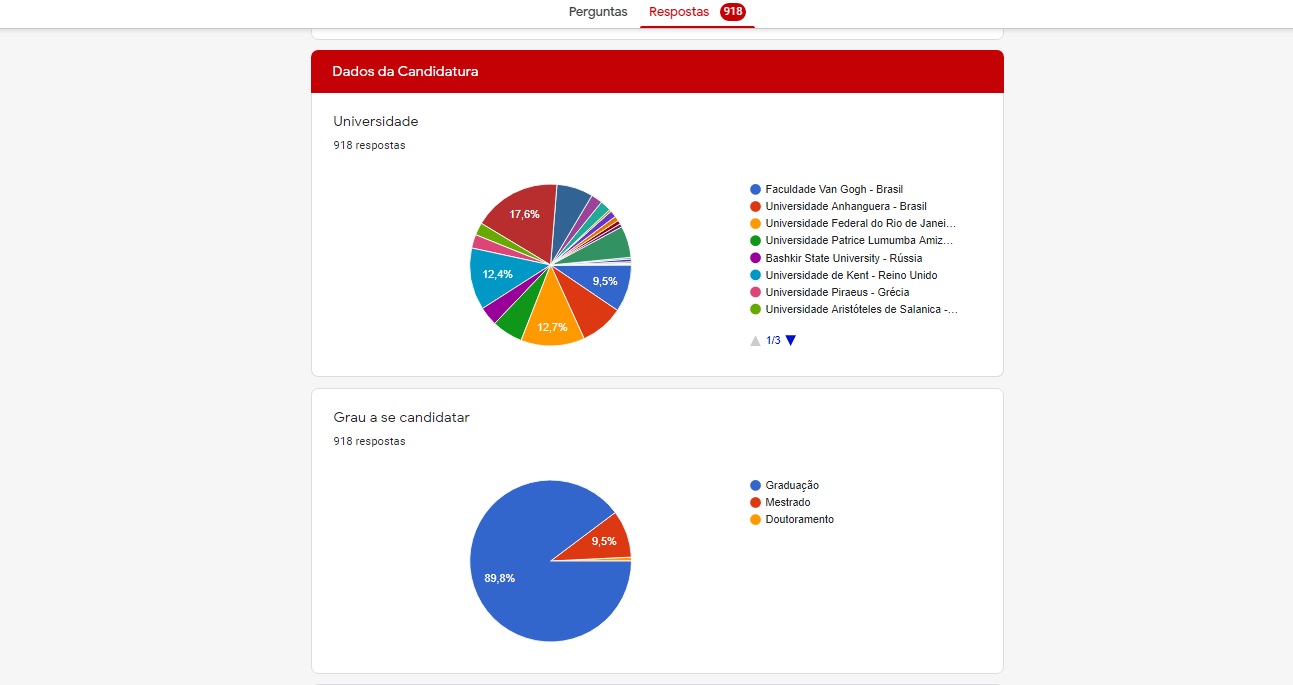 Perguntas Respostas 918
Dados da Candidatura
Universidade
918 respostas
17,6%
12,4%
9,5%
12,7%
Faculdade Van Gogh - Brasil
Universidade Anhanguera - Brasil
Universidade Federal do Rio de Janei…
Universidade Patrice Lumumba Amiz…
Bashkir State University - Rússia
Universidade de Kent - Reino Unido
Universidade Piraeus - Grécia
Universidade Aristóteles de Salanica -…
1/3
Grau a se candidatar
918 respostas
9,5%
89,8%
Graduação
Mestrado
Doutoramento